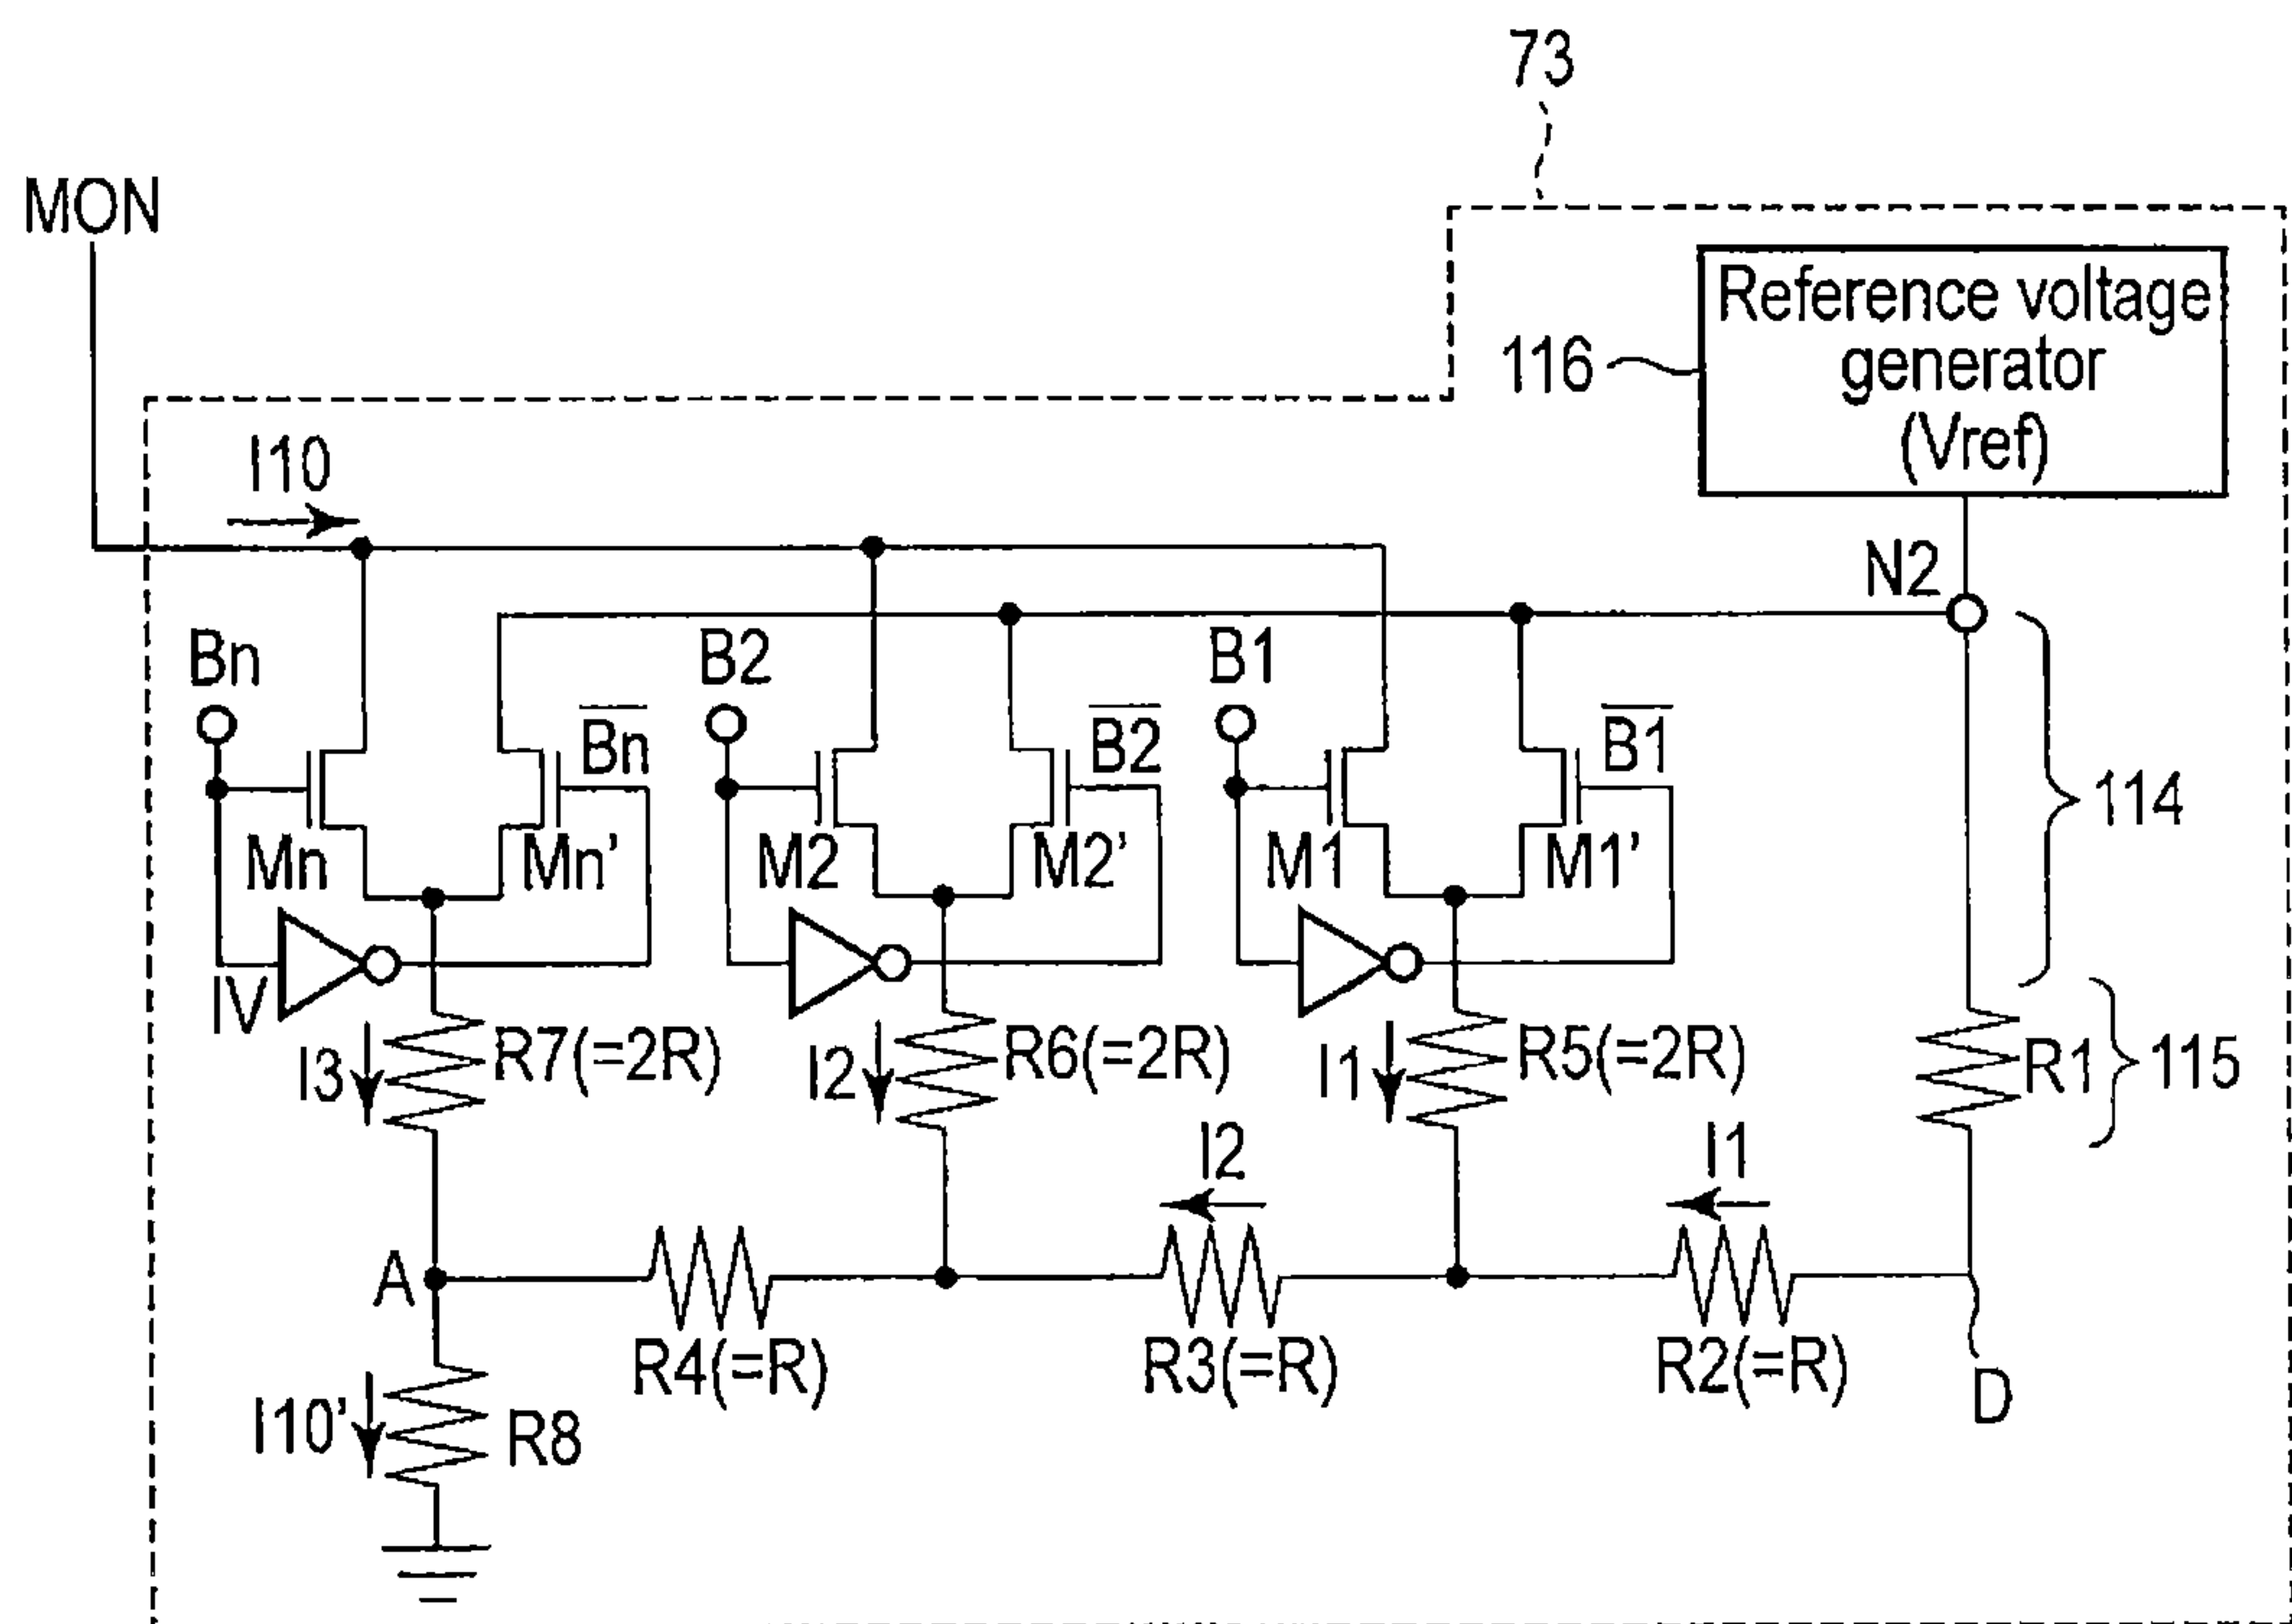 73
MON
Reference voltage
generator
(Vref)
116
I10
N2
Bn
B2
B1
Bn
B2
B1
114
Mn
Mn’
M2
M2’
M1
M1’
IV
I3
R7(=2R)
I2
R6(=2R)
I1
R5(=2R)
R1
115
I2
I1
A
R4(=R)
R3(=R)
R2(=R)
D
I10’
R8